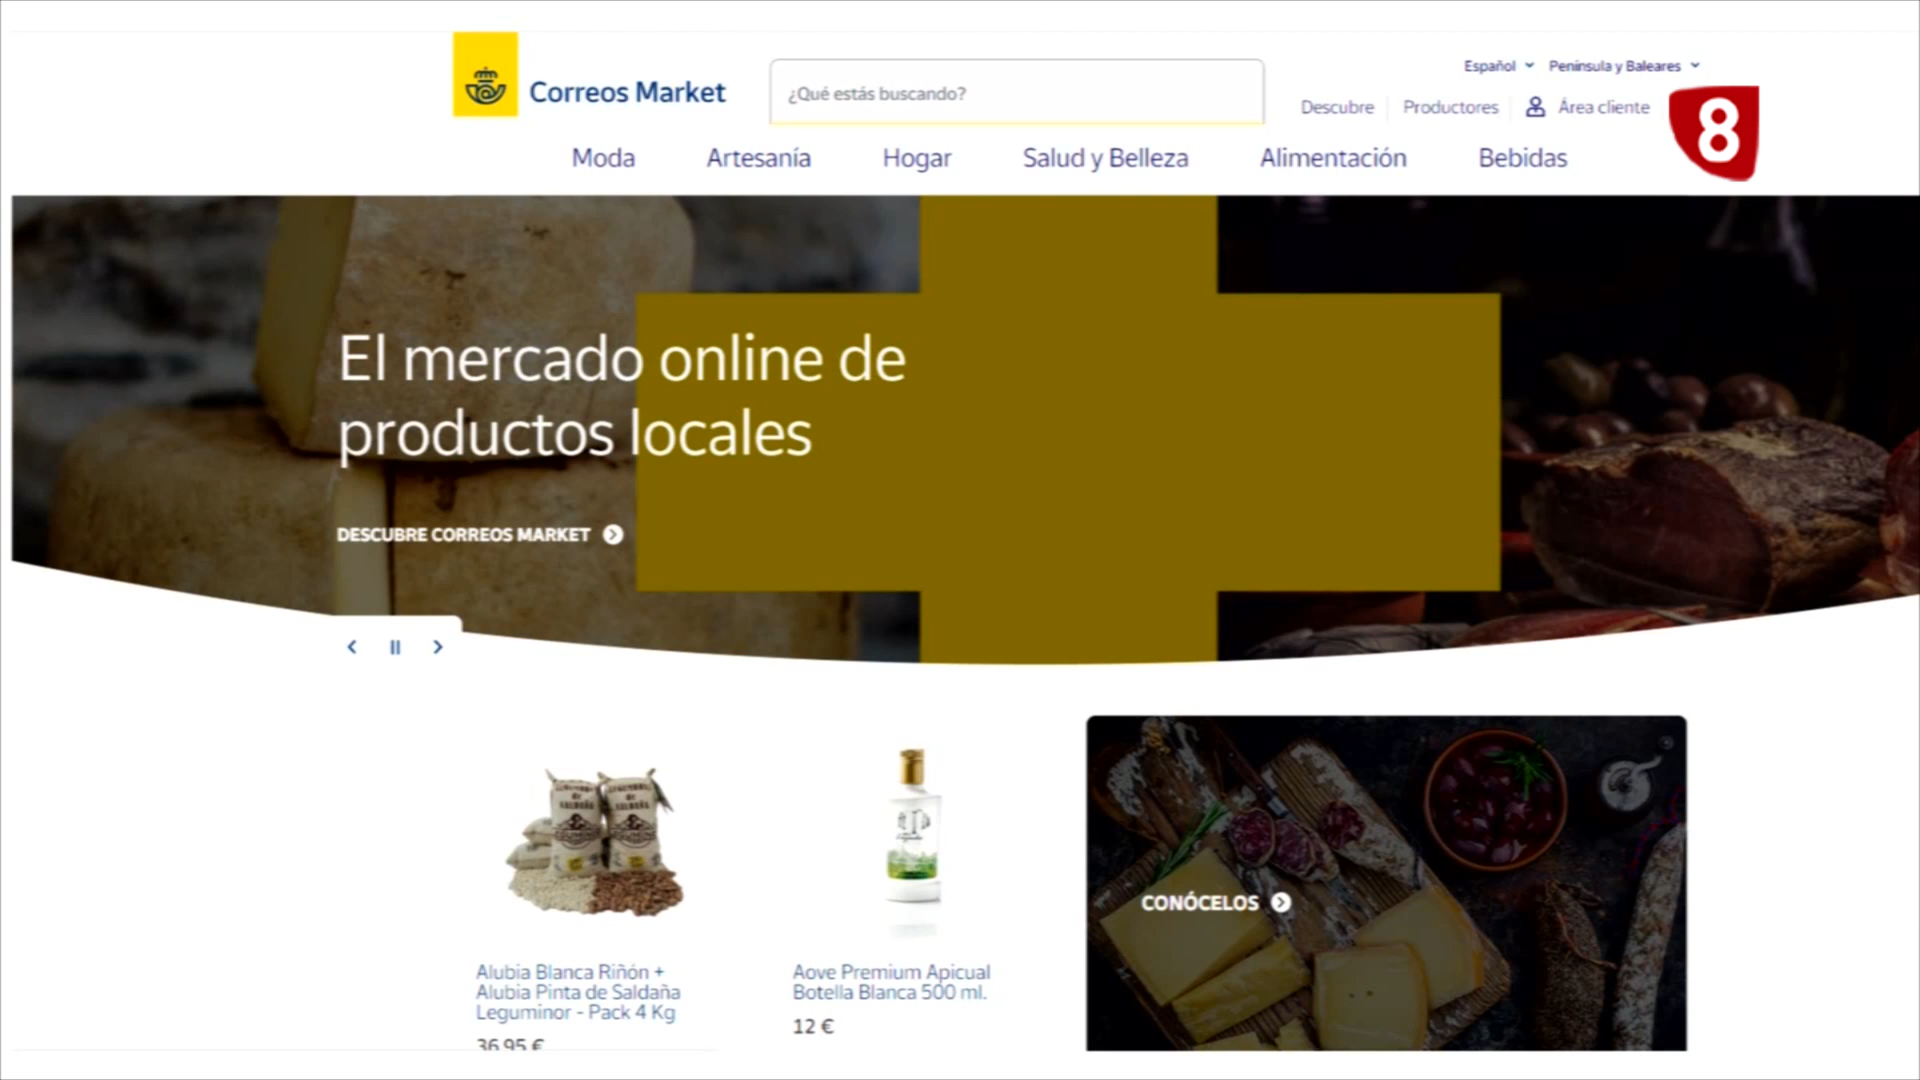 Español
Península y Baleares
Correos Market
¿Qué estás buscando?
Descubre
Productores
Área cliente
8
Moda
Artesanía
Hogar
Salud y Belleza
Alimentación
Bebidas
El mercado online de
productos locales
DESCUBRE CORREOS MARKET
CONÓCELOS
Alubia Blanca Riñón +
Alubia Pinta de Saldaña
Leguminor - Pack 4 Kg
36,95 €
Aove Premium Apicual
Botella Blanca 500 ml.
12 €